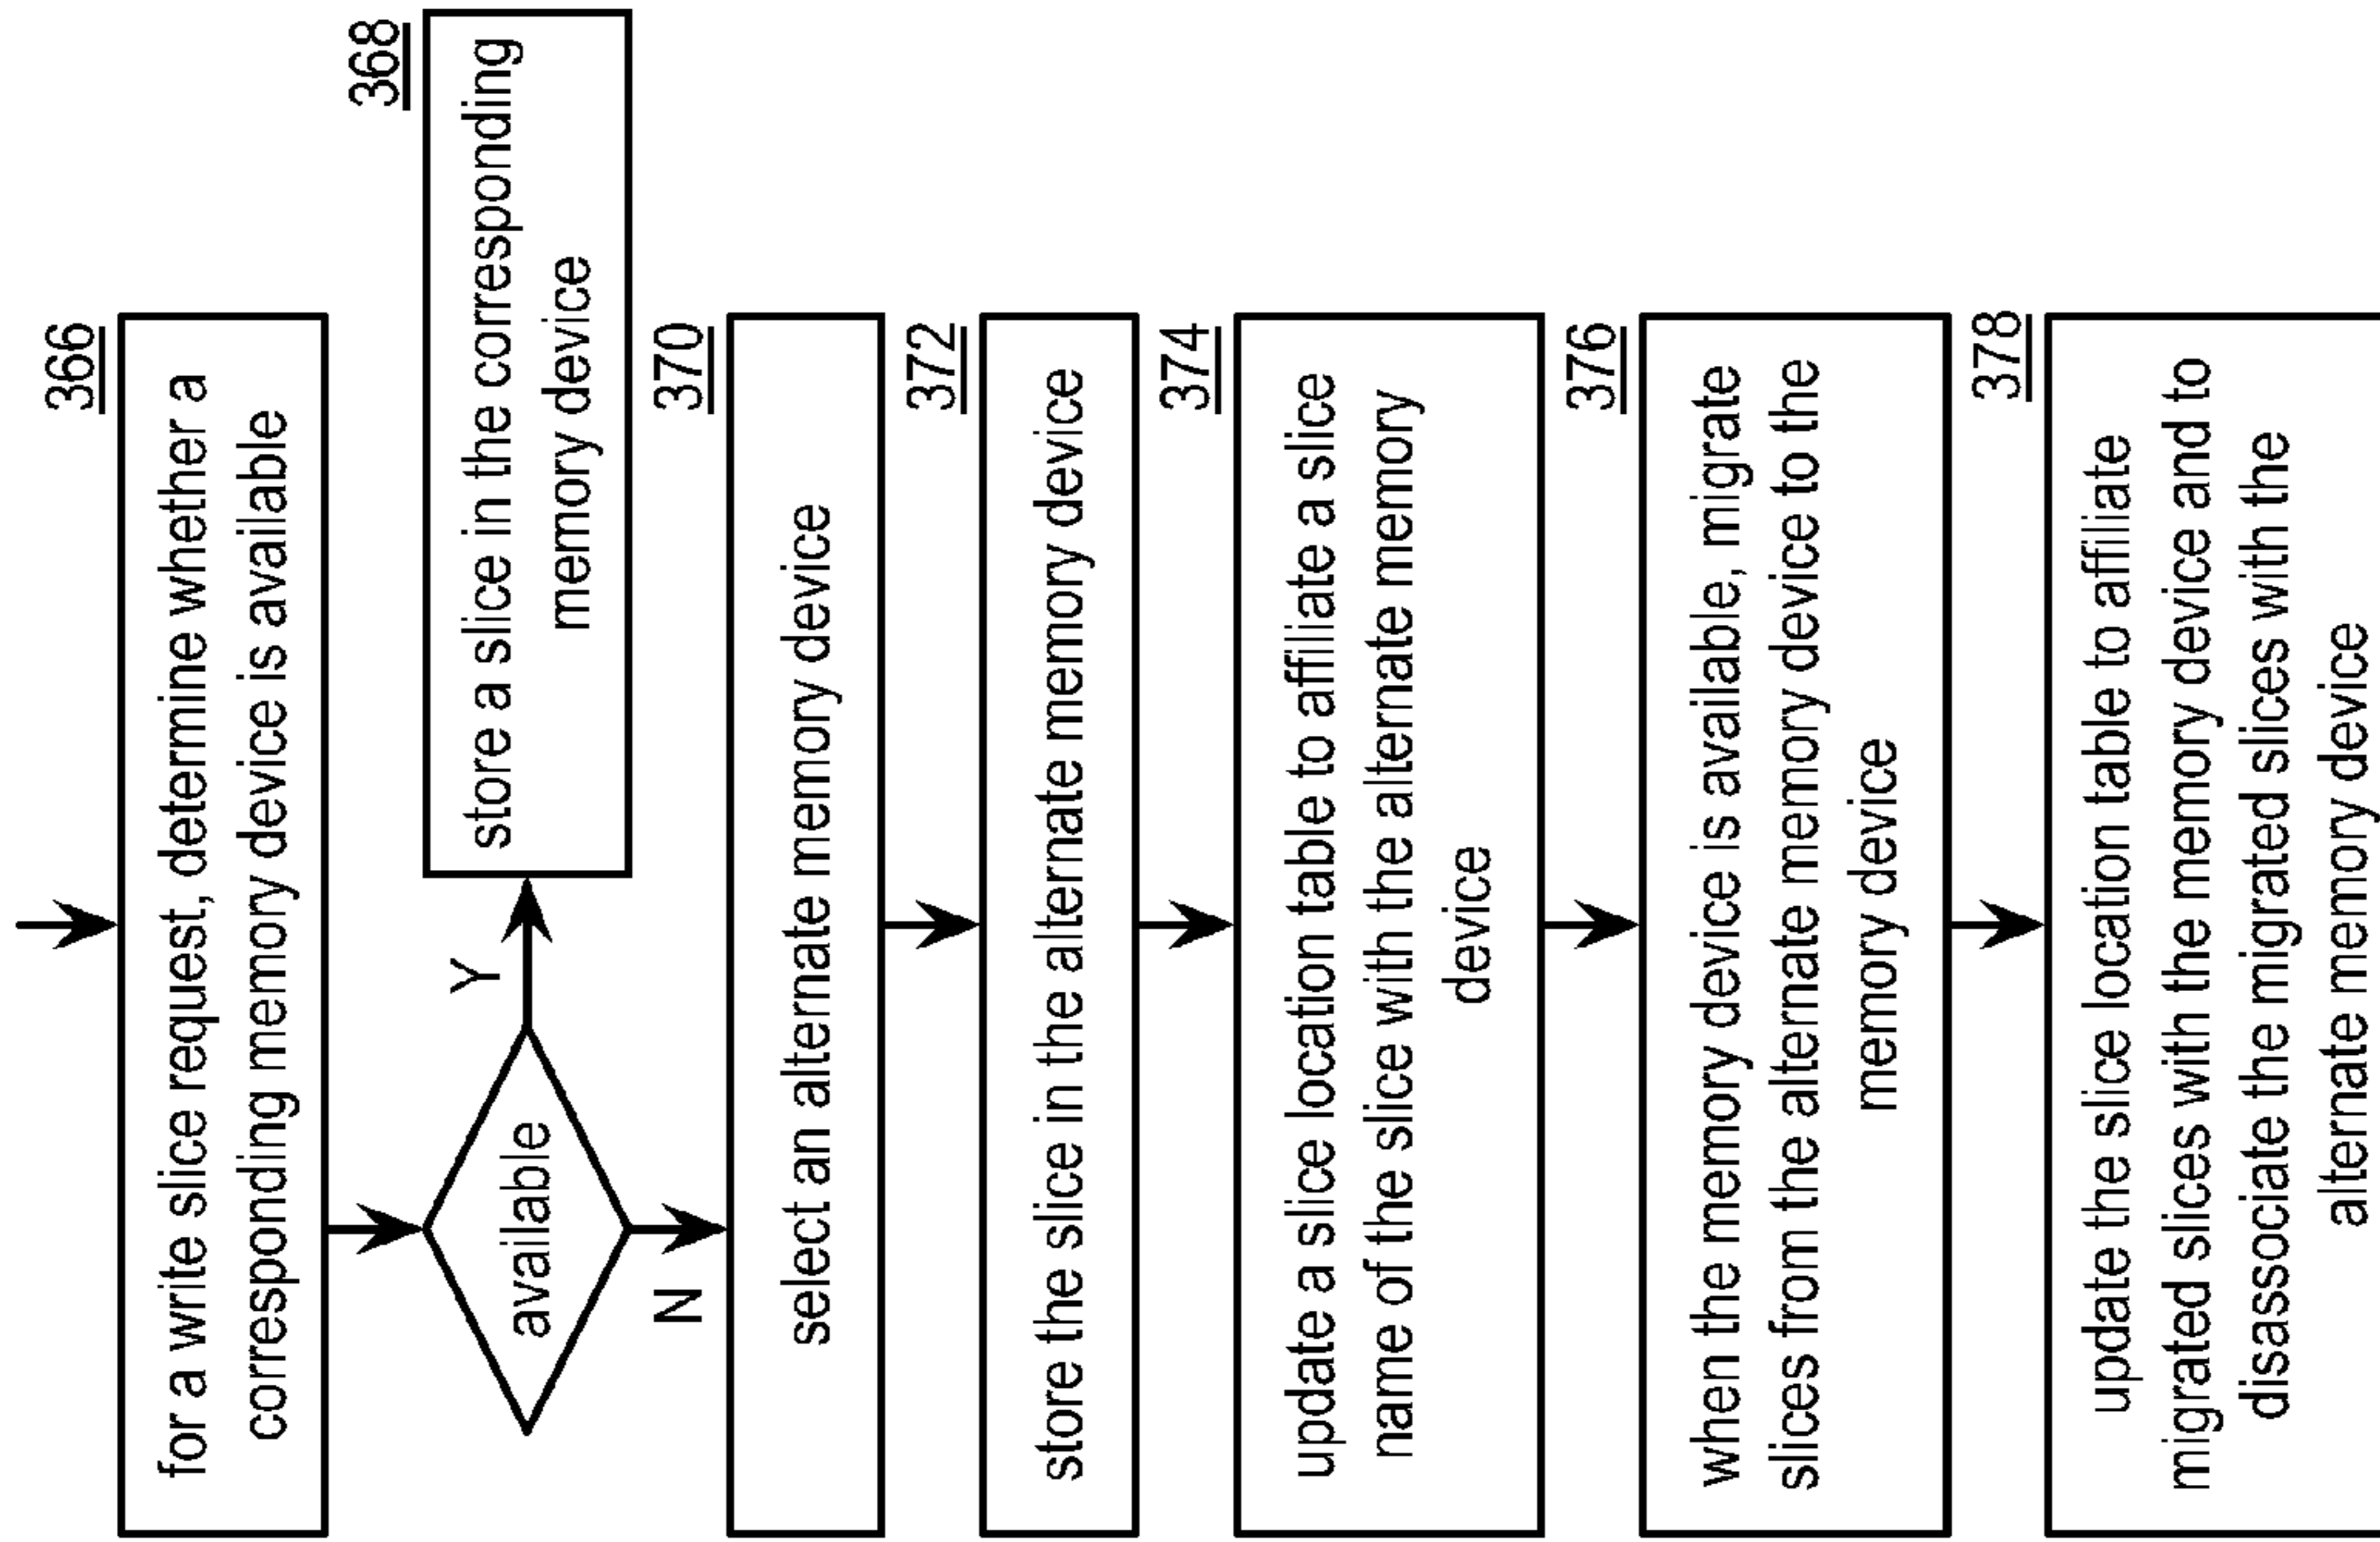 366
for a write slice request, determine whether a
corresponding memory device is available
available
Y
368
store a slice in the corresponding
memory device
N
370
select an alternate memory device
372
store the slice in the alternate memory device
374
update a slice location table to affiliate a slice
name of the slice with the alternate memory
device
376
when the memory device is available, migrate
slices from the alternate memory device to the
memory device
378
update the slice location table to affiliate
migrated slices with the memory device and to
disassociate the migrated slices with the
alternate memory device